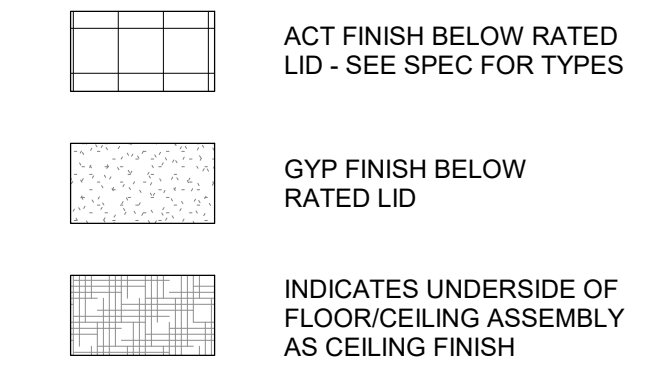 ACT FINISH BELOW RATED
LID - SEE SPEC FOR TYPES
GYP FINISH BELOW
RATED LID
INDICATES UNDERSIDE OF
FLOOR/CEILING ASSEMBLY
AS CEILING FINISH